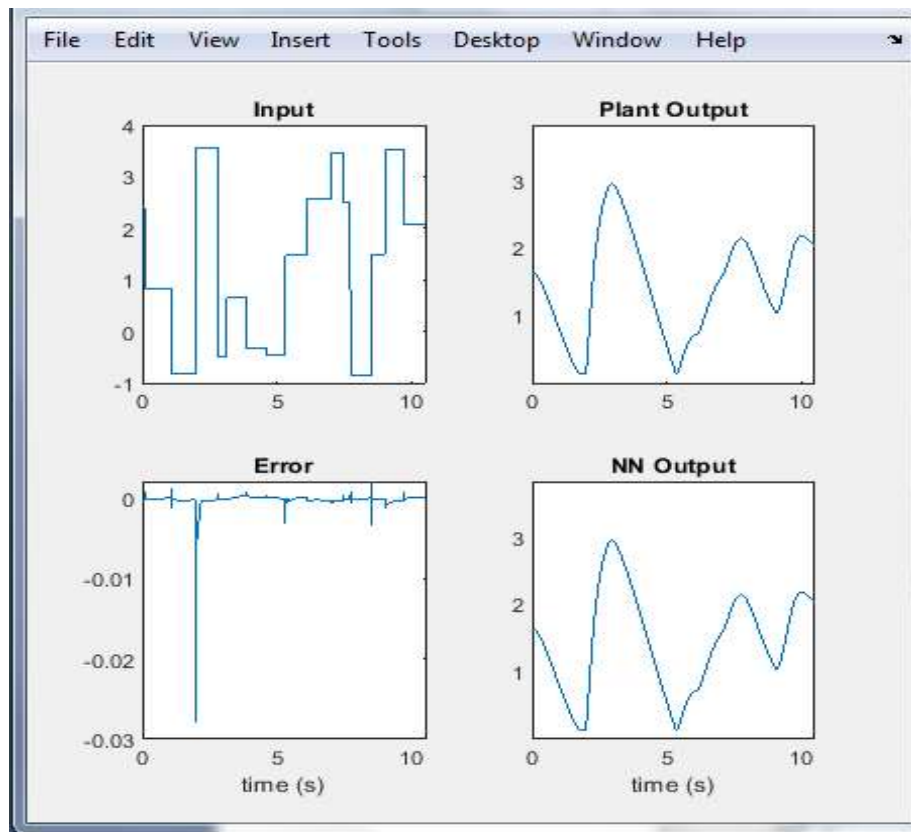 File Edit View Insert Tools Desktop Window Help
Input
4
3
2
1
0
-1
0 5 10
Plant Output
3
2
1
0 5 10
Error
0
-0.01
-0.02
-0.03
0 5 10
time (s)
NN Output
3
2
1
0 5 10
time (s)